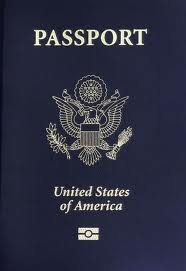 PASSPORT
United States
of America